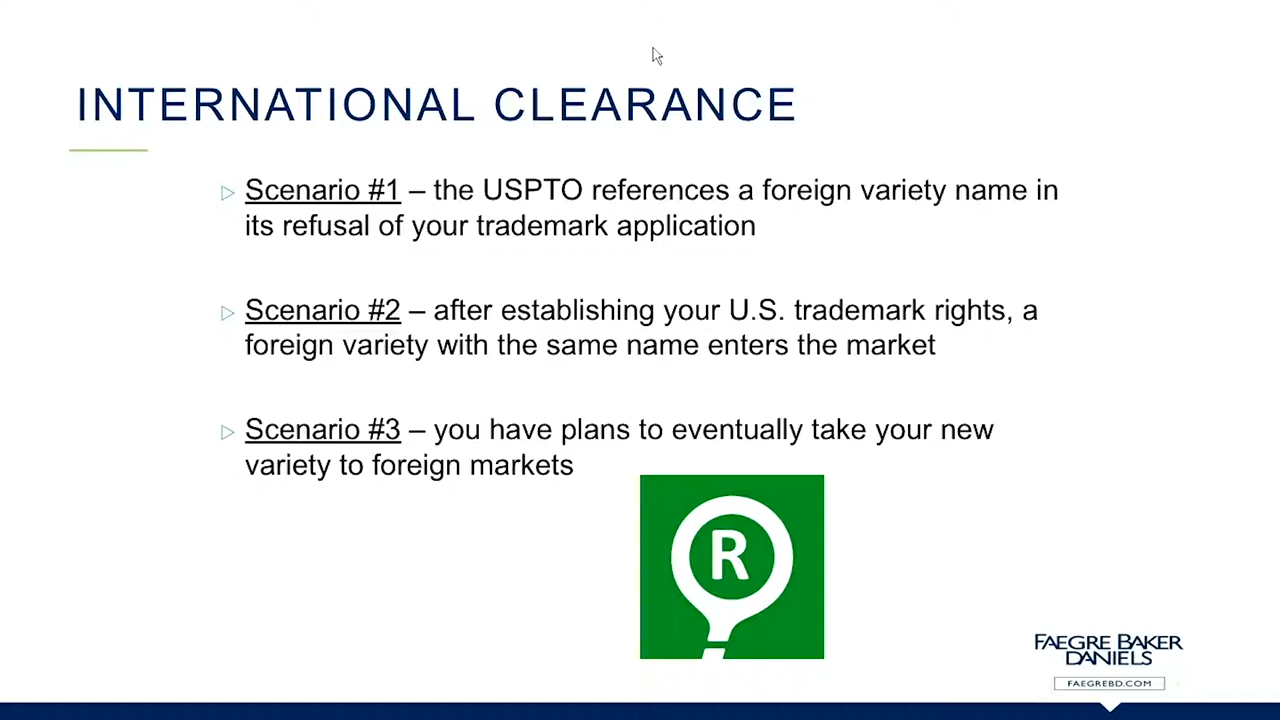 INTERNATIONAL CLEARANCE
▷ Scenario #1 – the USPTO references a foreign variety name in
its refusal of your trademark application
▷ Scenario #2 – after establishing your U.S. trademark rights, a
foreign variety with the same name enters the market
▷ Scenario #3 – you have plans to eventually take your new
variety to foreign markets
R
FAEGRE BAKER
DANIELS
FAEGREBD.COM